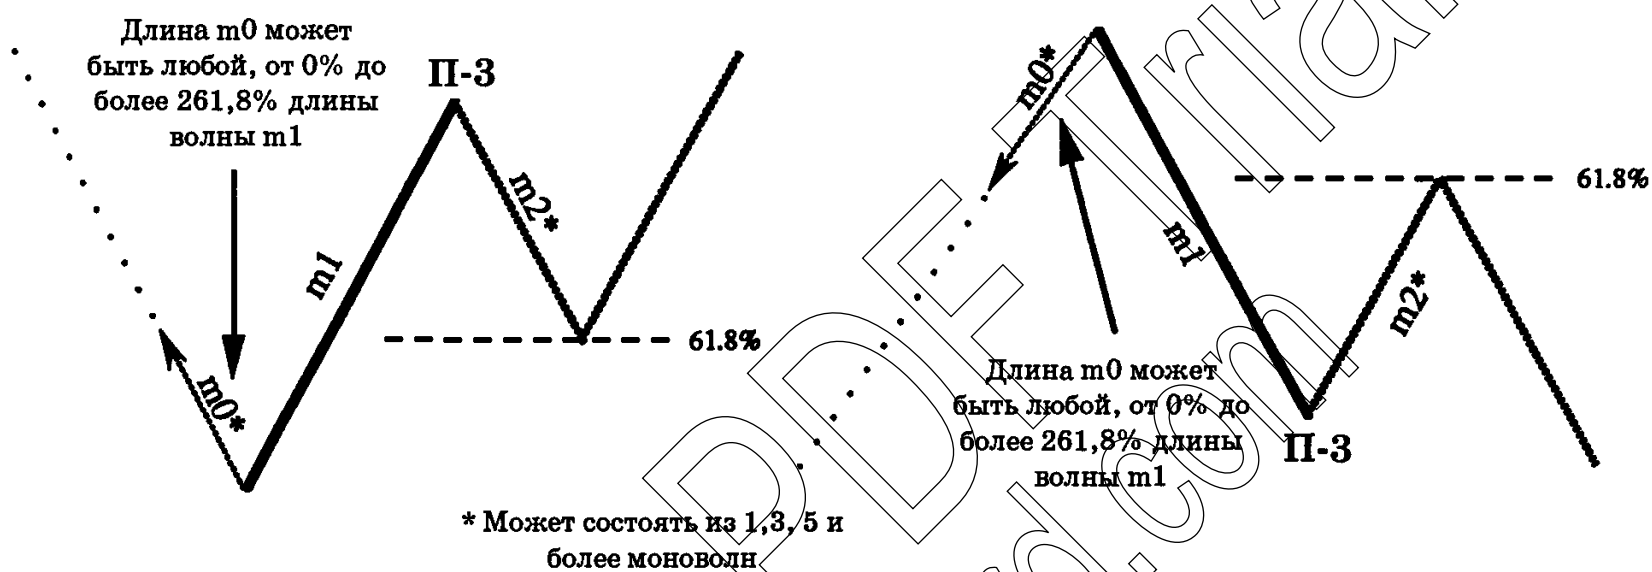 Длина m0 может
быть любой, от 0% до
более 261,8% длины
волны m1
П-3
m0*
m1
m2*
61.8%
m0*
m1
m2*
61.8%
Длина m0 может
быть любой, от 0% до
более 261,8% длины
волны m1
П-3
* Может состоять из 1,3, 5 и
более моноволн
PDF Trial